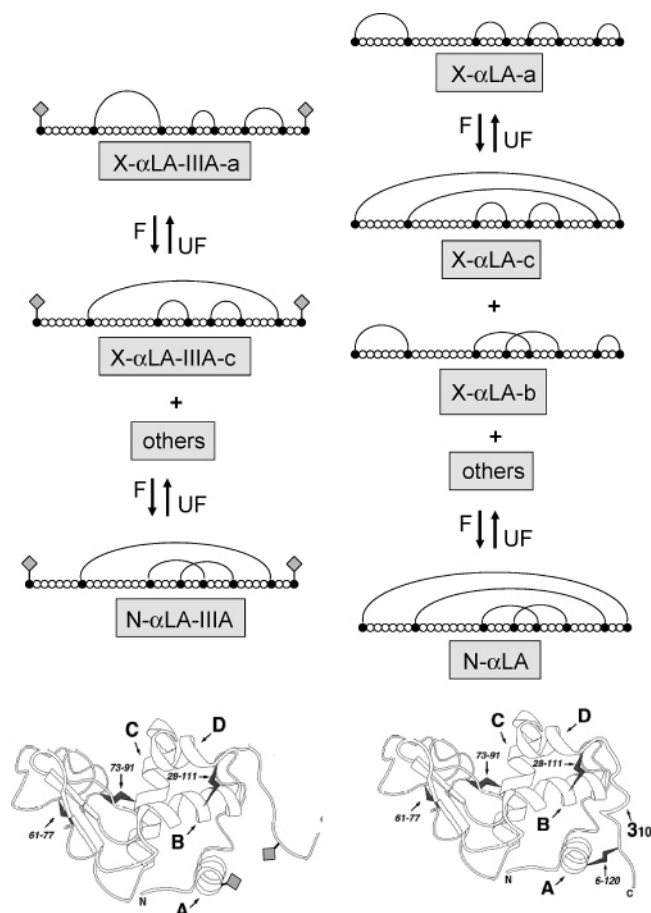 X-αLA-IIIA-a
F
UF
X-αLA-IIIA-c
+
others
F
UF
N-αLA-IIIA
C
D
73-91
28-111
61-77
B
N
A
X-αLA-a
F
UF
X-αLA-c
+
X-αLA-b
+
others
F
UF
N-αLA
C
D
73-91
28-111
61-77
B
3₁₀
N
A
6-120
C